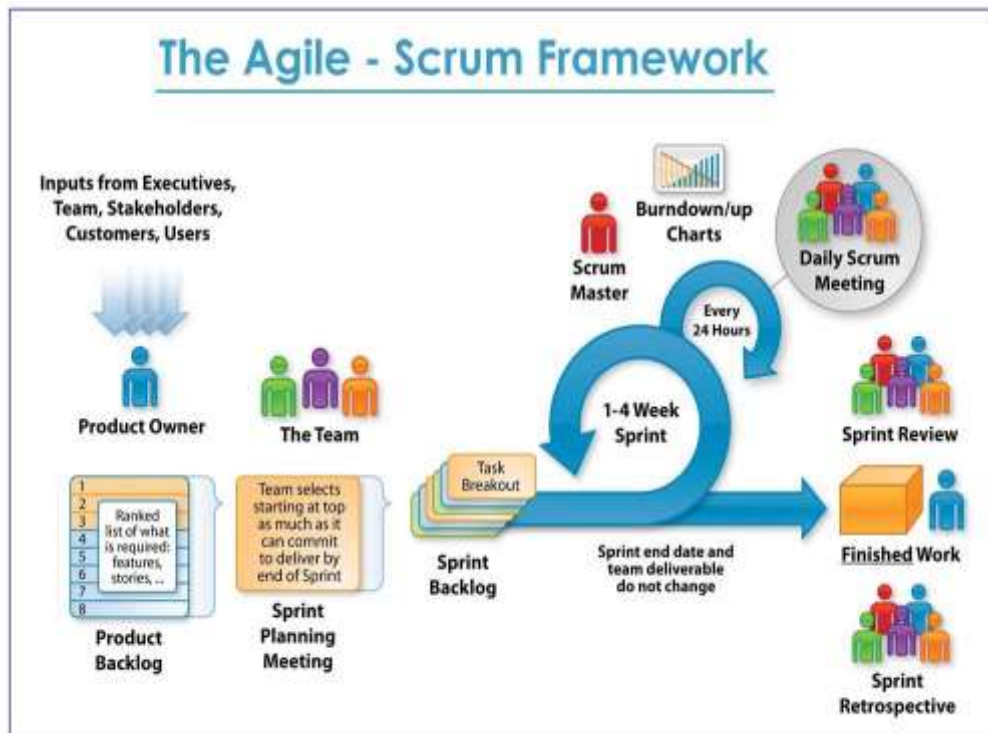 The Agile - Scrum Framework
Inputs from Executives,
Team, Stakeholders,
Customers, Users
Product Owner
The Team
1
2
3
4
5
6
7
8
Ranked
list of what
is required:
features,
stories, ...
Product
Backlog
Team selects
starting at top
as much as it
can commit
to deliver by
end of Sprint
Sprint
Planning
Meeting
Task
Breakout
Sprint
Backlog
Scrum
Master
Burndown/up
Charts
Every
24 Hours
Daily Scrum
Meeting
1-4 Week
Sprint
Sprint end date and
team deliverable
do not change
Sprint Review
Finished Work
Sprint
Retrospective